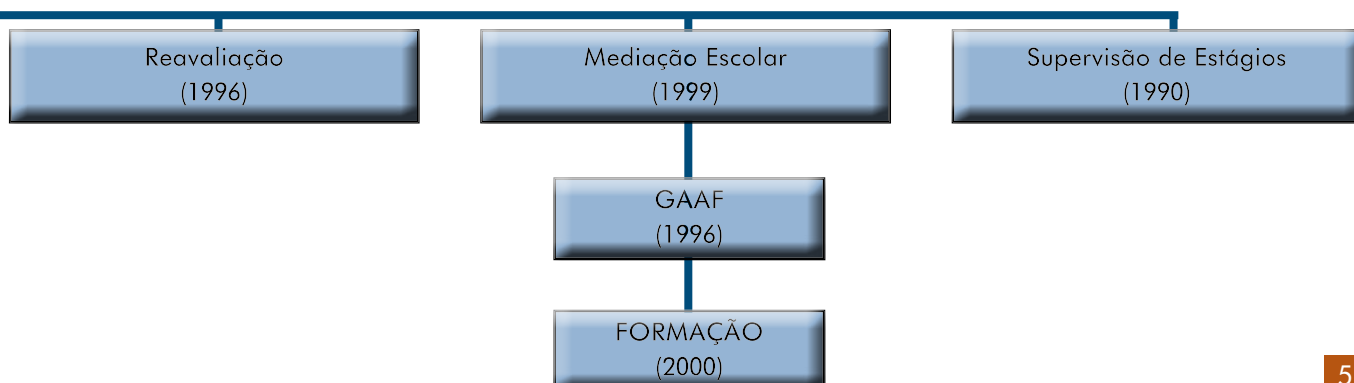 Reavaliação
(1996)
Mediação Escolar
(1999)
Supervisão de Estágios
(1990)
GAAF
(1996)
FORMAÇÃO
(2000)
5